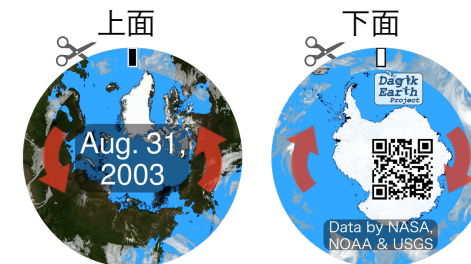 上面
下面
Dagik
Earth
Project
Aug. 31,
2003
Data by NASA,
NOAA & USGS